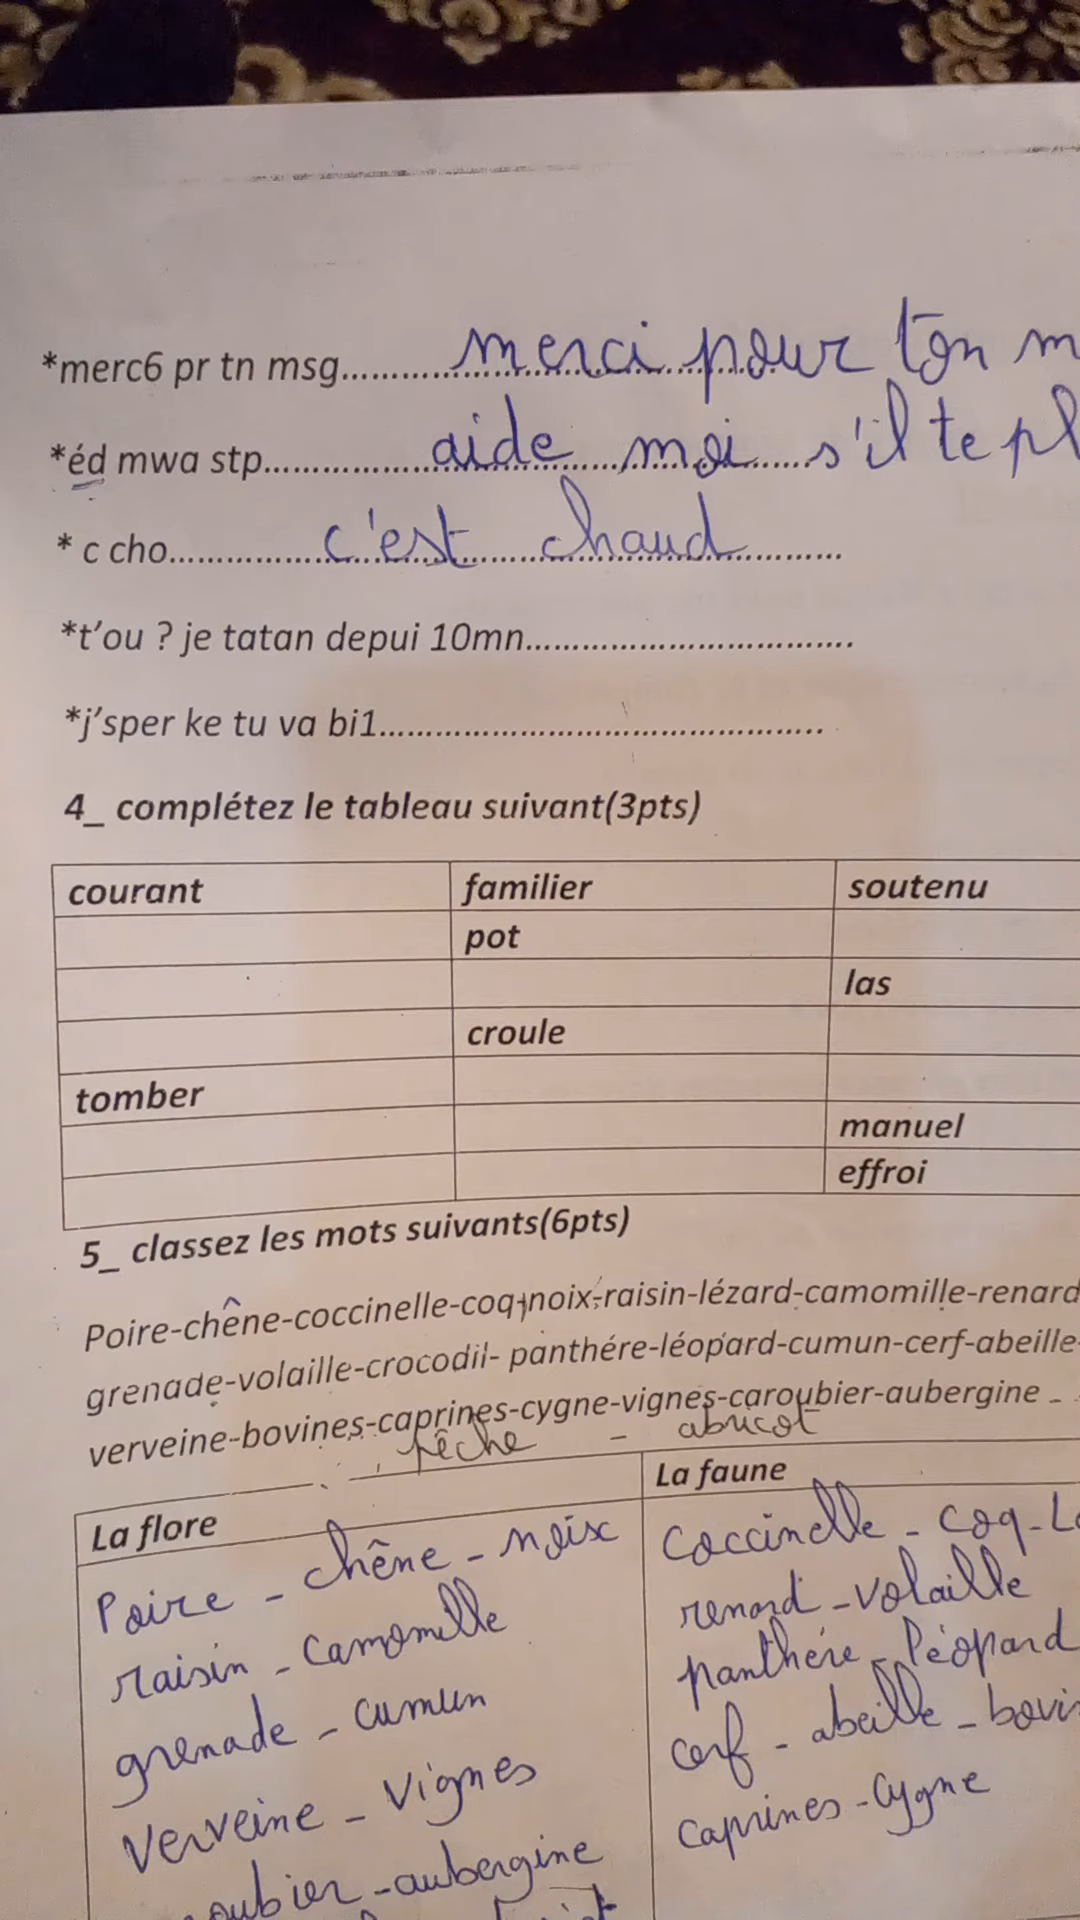 *merc6 pr tn msg.................merci pour ton m
*éd mwa stp.................aide moi s'il te pl
* c cho.................c'est chaud.................
*t'ou ? je tatan depui 10mn.................
*j'sper ke tu va bi1.................
4_ complétez le tableau suivant(3pts)
courant familier soutenu
pot
las
croule
tomber
manuel
effroi
5_ classez les mots suivants(6pts)
Poire-chêne-coccinelle-coq-noix-raisin-lézard-camomille-renard
grenade-volaille-crocodil- panthére-léopard-cumun-cerf-abeille-
verveine-bovines-caprines-cygne-vignes-caroubier-aubergine -
- pêche - abricot
La flore La faune
Poire - chêne - noix
raisin - camomille
grenade - cumun
verveine - vignes
oubier - aubergine
Coccinelle - coq - L
renard - volaille
panthére - léopard
cerf - abeille - bovi
caprines - cygne